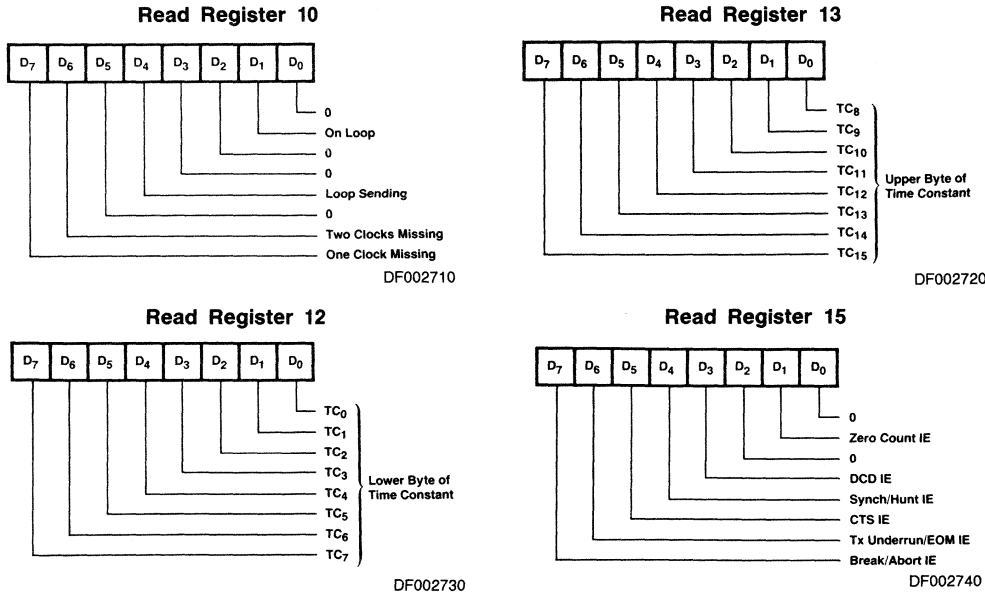 Read Register 10
D7 D6 D5 D4 D3 D2 D1 D0
0
On Loop
0
0
Loop Sending
0
Two Clocks Missing
One Clock Missing
DF002710
Read Register 13
D7 D6 D5 D4 D3 D2 D1 D0
TC8
TC9
TC10
TC11
TC12
TC13
TC14
TC15
Upper Byte of
Time Constant
DF002720
Read Register 12
D7 D6 D5 D4 D3 D2 D1 D0
TC0
TC1
TC2
TC3
TC4
TC5
TC6
TC7
Lower Byte of
Time Constant
DF002730
Read Register 15
D7 D6 D5 D4 D3 D2 D1 D0
0
Zero Count IE
0
DCD IE
Synch/Hunt IE
CTS IE
Tx Underrun/EOM IE
Break/Abort IE
DF002740